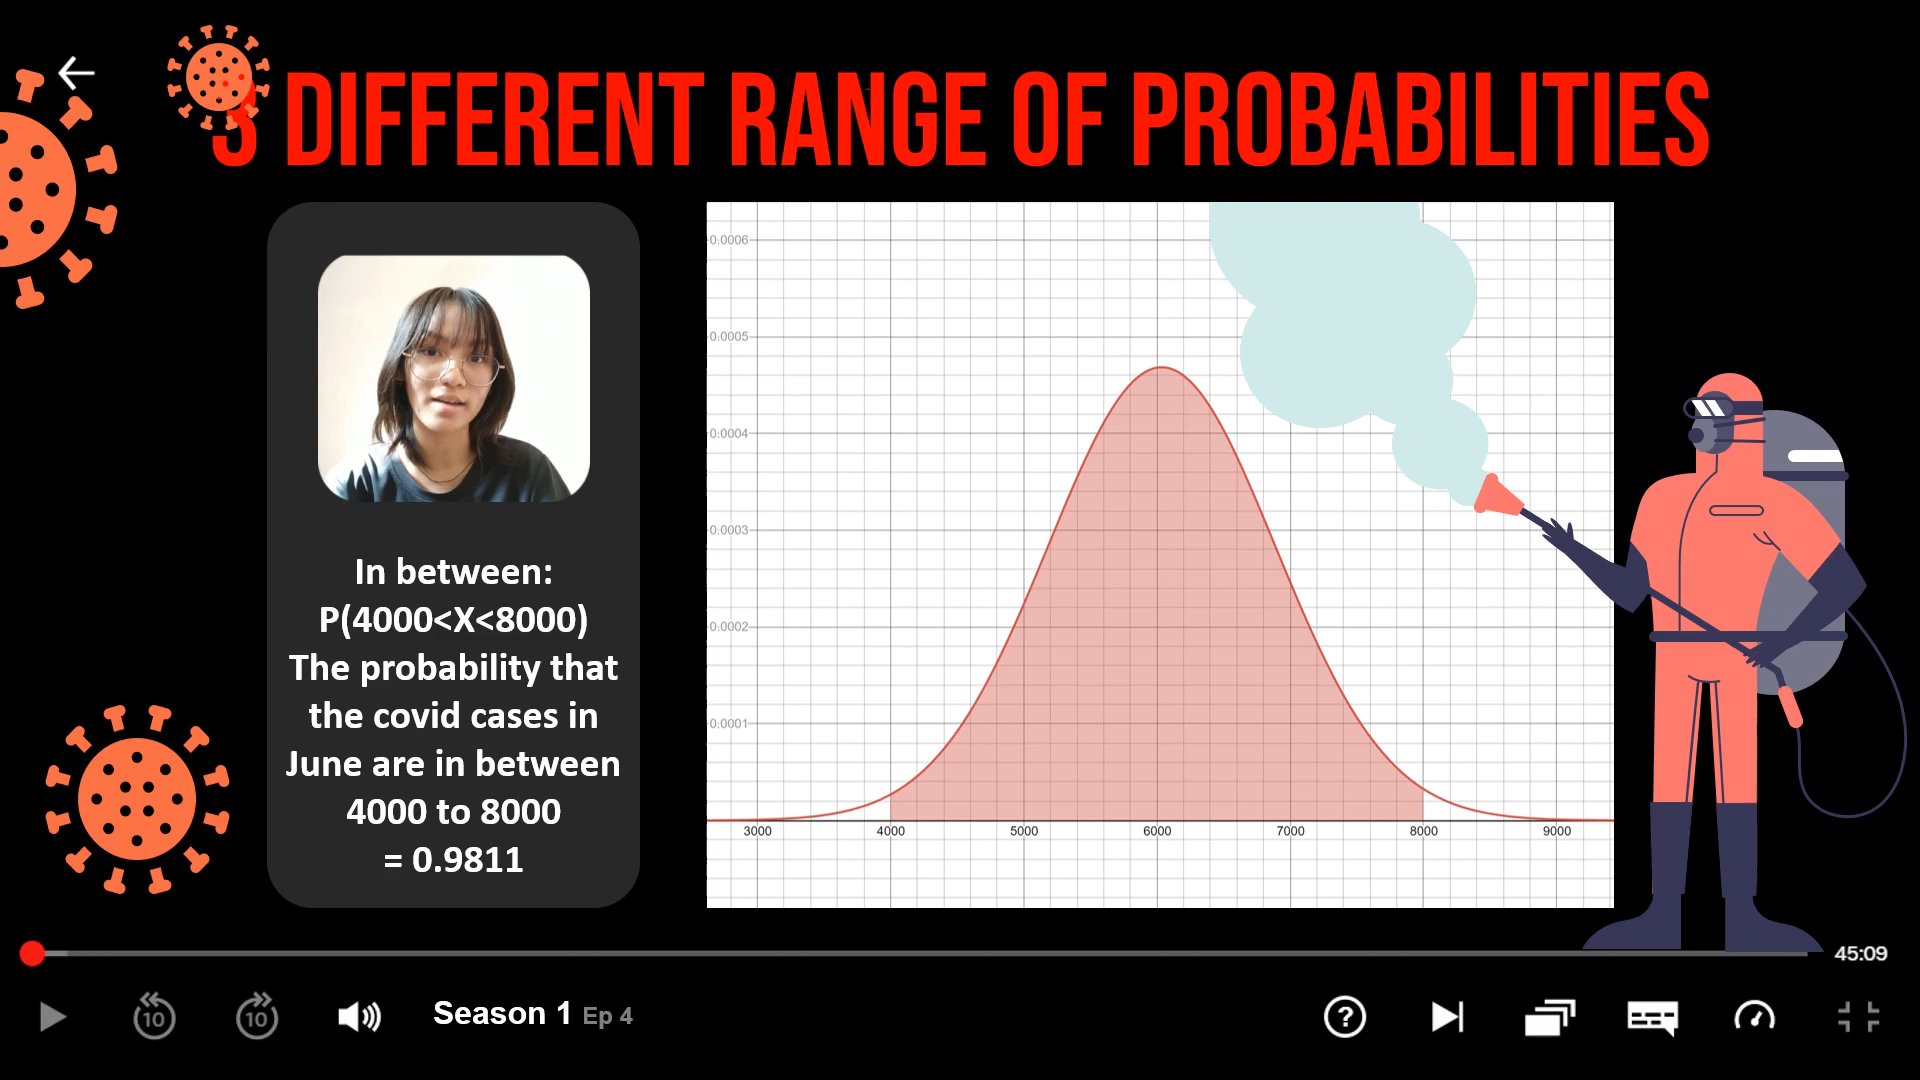 3 DIFFERENT RANGE OF PROBABILITIES
In between:
P(4000<X<8000)
The probability that
the covid cases in
June are in between
4000 to 8000
= 0.9811
0.0006
0.0005
0.0004
0.0003
0.0002
0.0001
3000 4000 5000 6000 7000 8000 9000
45:09
10 10 Season 1 Ep 4 ?